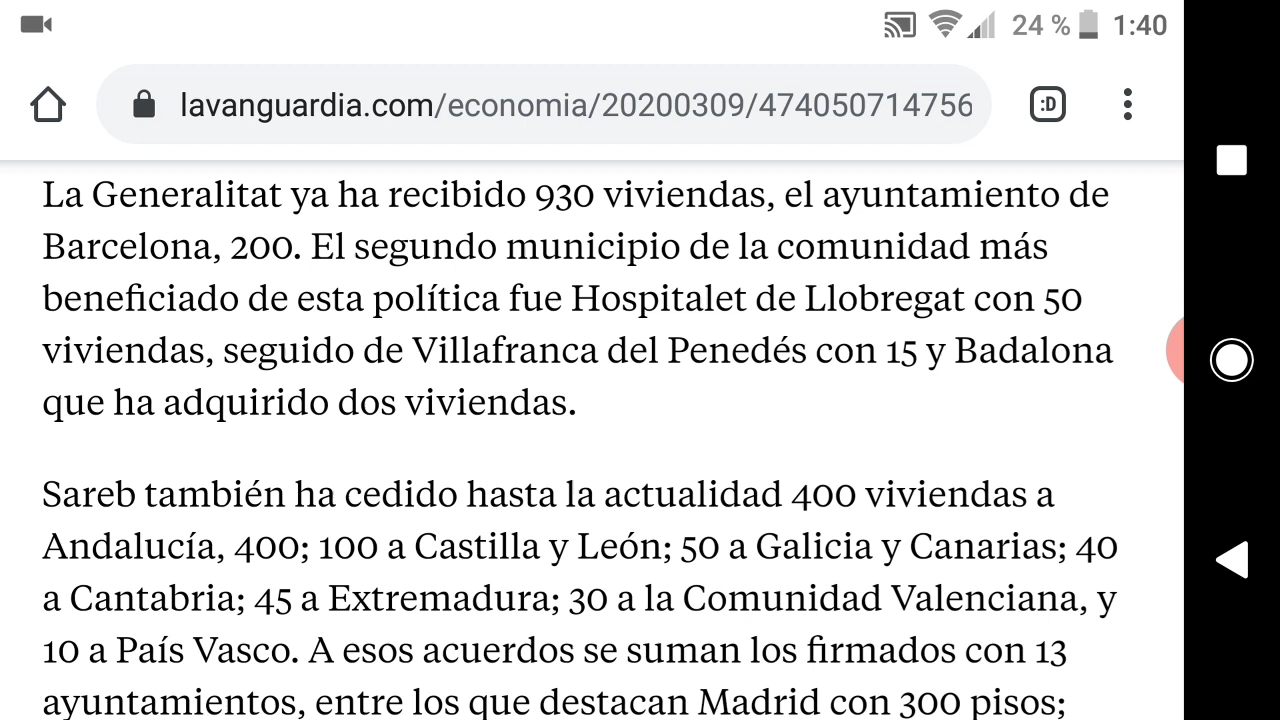 24 % 1:40
lavanguardia.com/economia/20200309/474050714756
:D
La Generalitat ya ha recibido 930 viviendas, el ayuntamiento de
Barcelona, 200. El segundo municipio de la comunidad más
beneficiado de esta política fue Hospitalet de Llobregat con 50
viviendas, seguido de Villafranca del Penedés con 15 y Badalona
que ha adquirido dos viviendas.
Sareb también ha cedido hasta la actualidad 400 viviendas a
Andalucía, 400; 100 a Castilla y León; 50 a Galicia y Canarias; 40
a Cantabria; 45 a Extremadura; 30 a la Comunidad Valenciana, y
10 a País Vasco. A esos acuerdos se suman los firmados con 13
ayuntamientos, entre los que destacan Madrid con 300 pisos;